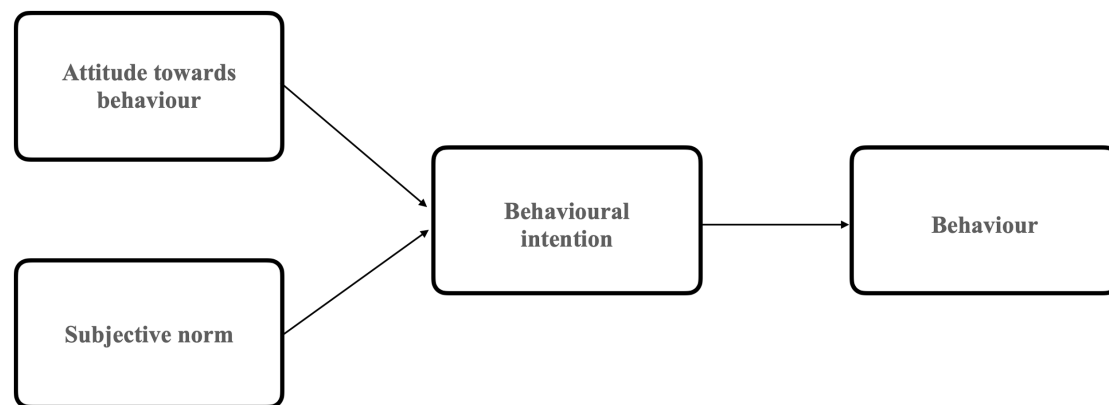 Attitude towards
behaviour
Subjective norm
Behavioural
intention
Behaviour